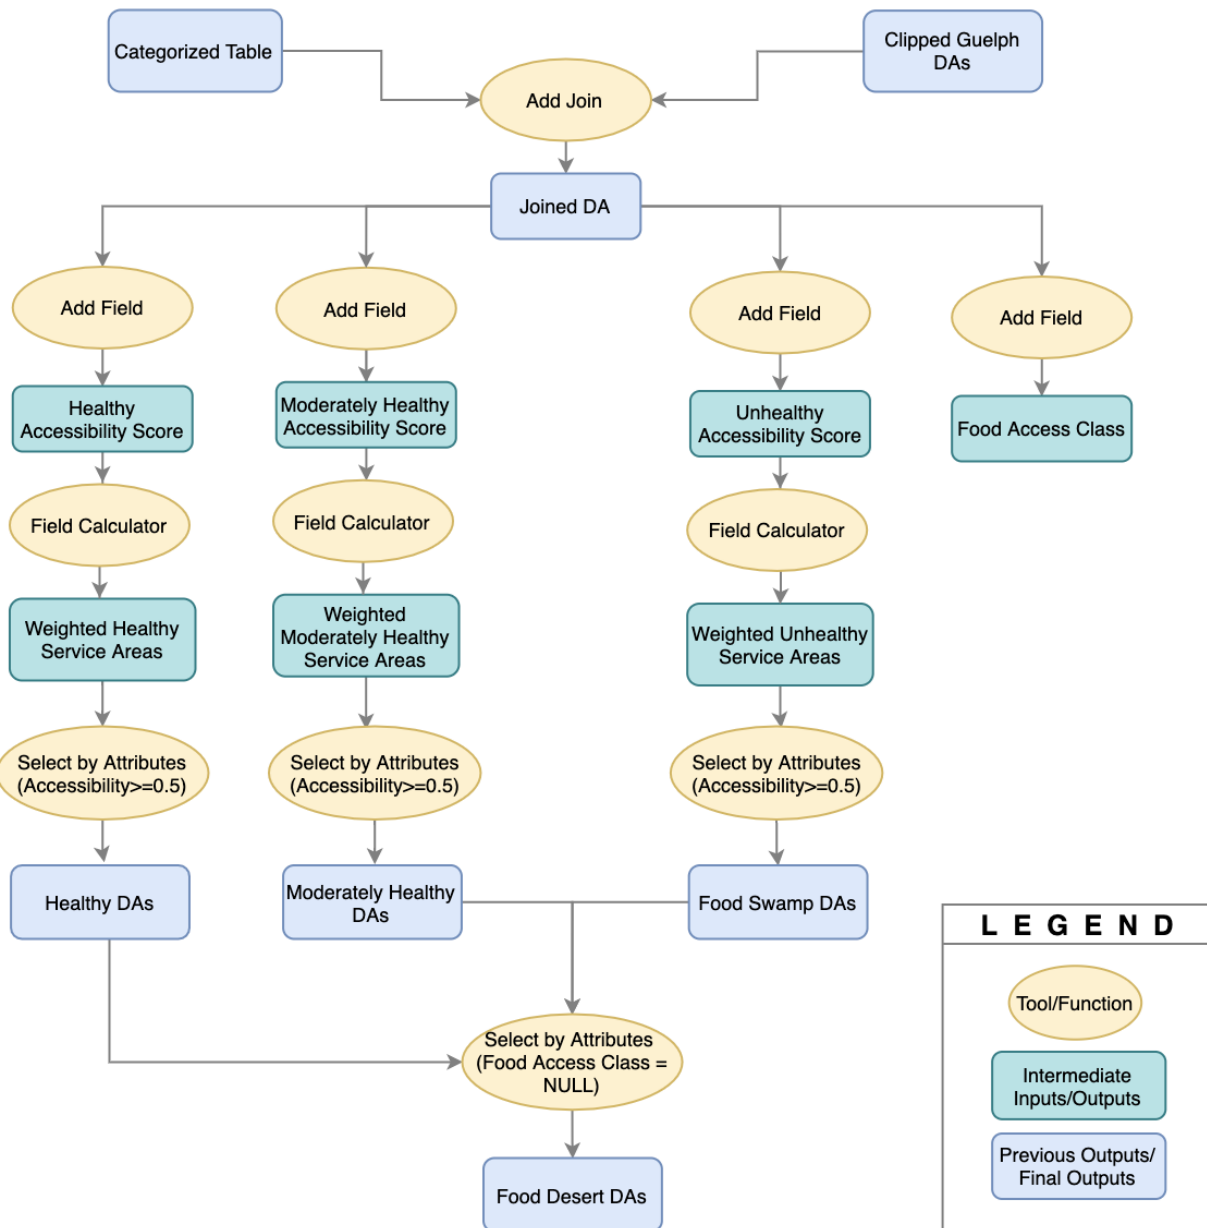 Categorized Table
Clipped Guelph
DAs
Add Join
Joined DA
Add Field
Add Field
Add Field
Add Field
Healthy
Accessibility Score
Moderately Healthy
Accessibility Score
Unhealthy
Accessibility Score
Food Access Class
Field Calculator
Field Calculator
Field Calculator
Weighted Healthy
Service Areas
Weighted
Moderately Healthy
Service Areas
Weighted Unhealthy
Service Areas
Select by Attributes
(Accessibility>=0.5)
Select by Attributes
(Accessibility>=0.5)
Select by Attributes
(Accessibility>=0.5)
Healthy DAs
Moderately Healthy
DAs
Food Swamp DAs
Select by Attributes
(Food Access Class =
NULL)
Food Desert DAs
LEGEND
Tool/Function
Intermediate
Inputs/Outputs
Previous Outputs/
Final Outputs